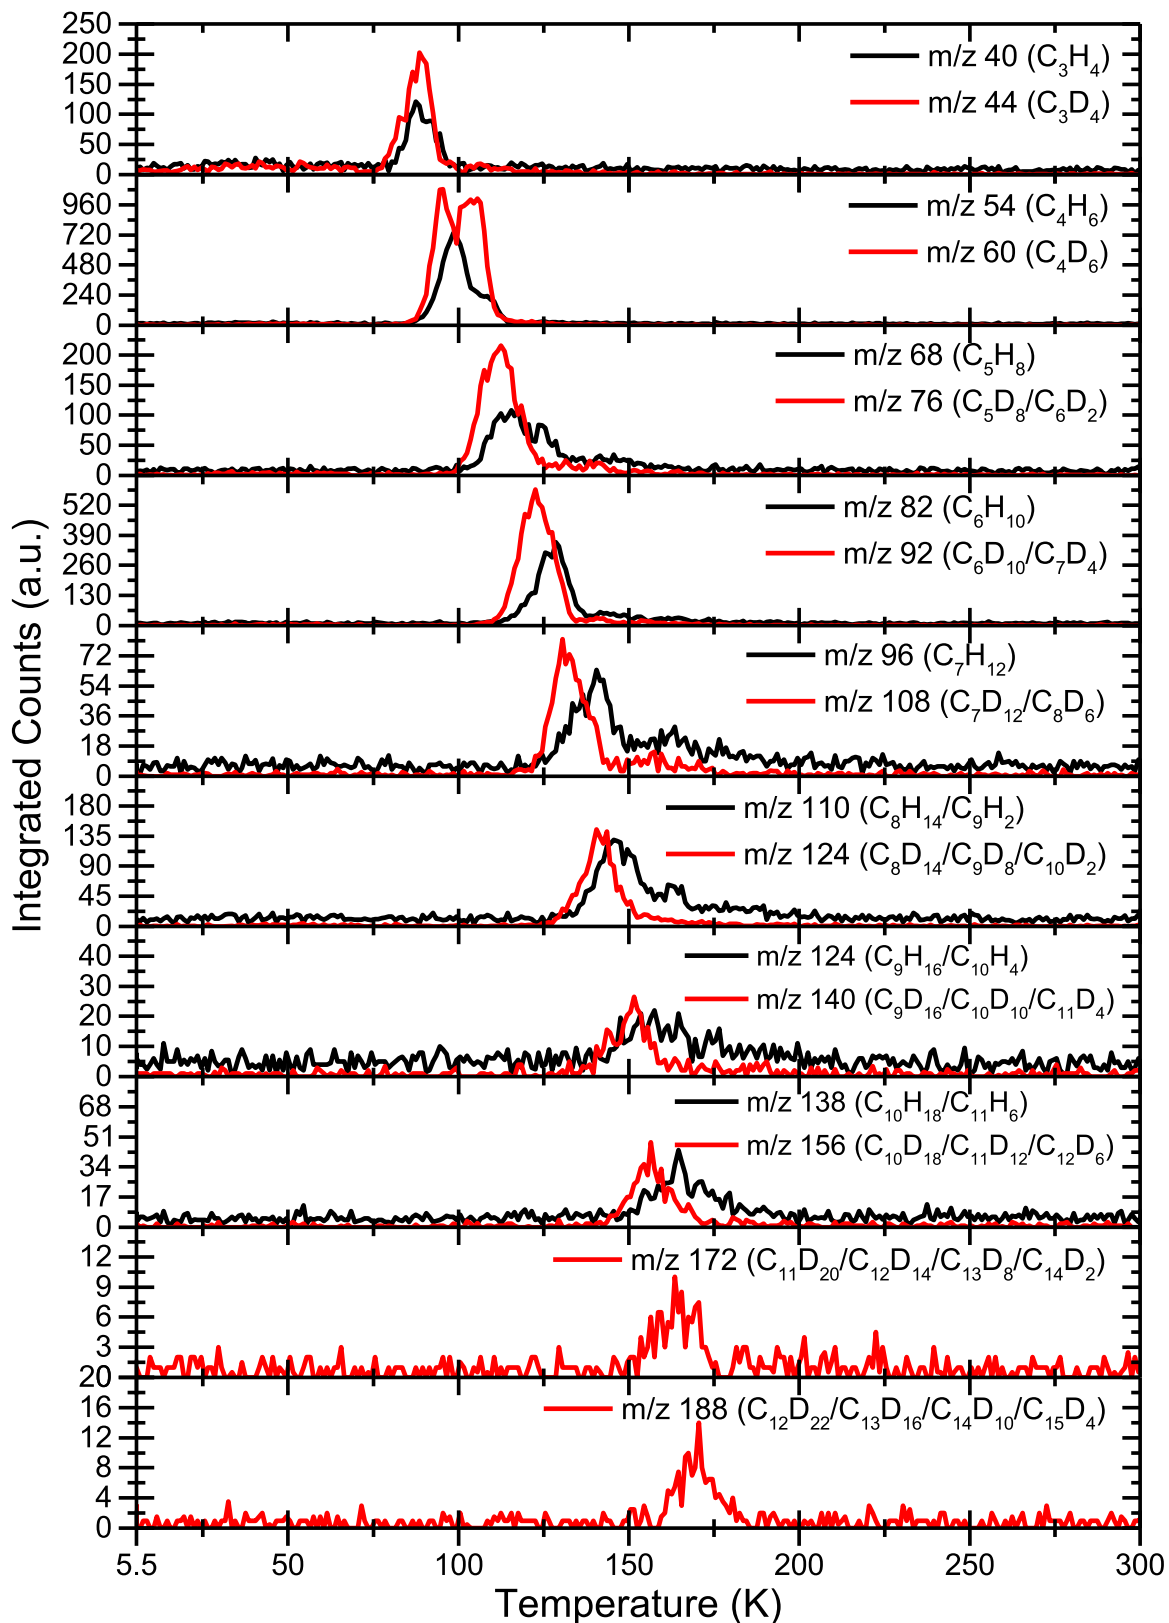 Integrated Counts (a.u.)
250
200
150
100
50
0
m/z 40 (C₃H₄)
m/z 44 (C₃D₄)
960
720
480
240
0
m/z 54 (C₄H₆)
m/z 60 (C₄D₆)
200
150
100
50
0
m/z 68 (C₅H₈)
m/z 76 (C₅D₈/C₆D₂)
520
390
260
130
0
m/z 82 (C₆H₁₀)
m/z 92 (C₆D₁₀/C₇D₄)
72
54
36
18
0
m/z 96 (C₇H₁₂)
m/z 108 (C₇D₁₂/C₈D₆)
180
135
90
45
0
m/z 110 (C₈H₁₄/C₉H₂)
m/z 124 (C₈D₁₄/C₉D₈/C₁₀D₂)
40
30
20
10
0
m/z 124 (C₉H₁₆/C₁₀H₄)
m/z 140 (C₉D₁₆/C₁₀D₁₀/C₁₁D₄)
68
51
34
17
0
m/z 138 (C₁₀H₁₈/C₁₁H₆)
m/z 156 (C₁₀D₁₈/C₁₁D₁₂/C₁₂D₆)
12
9
6
3
m/z 172 (C₁₁D₂₀/C₁₂D₁₄/C₁₃D₈/C₁₄D₂)
20
16
12
8
4
0
m/z 188 (C₁₂D₂₂/C₁₃D₁₆/C₁₄D₁₀/C₁₅D₄)
5.5 50 100 150 200 250 300
Temperature (K)